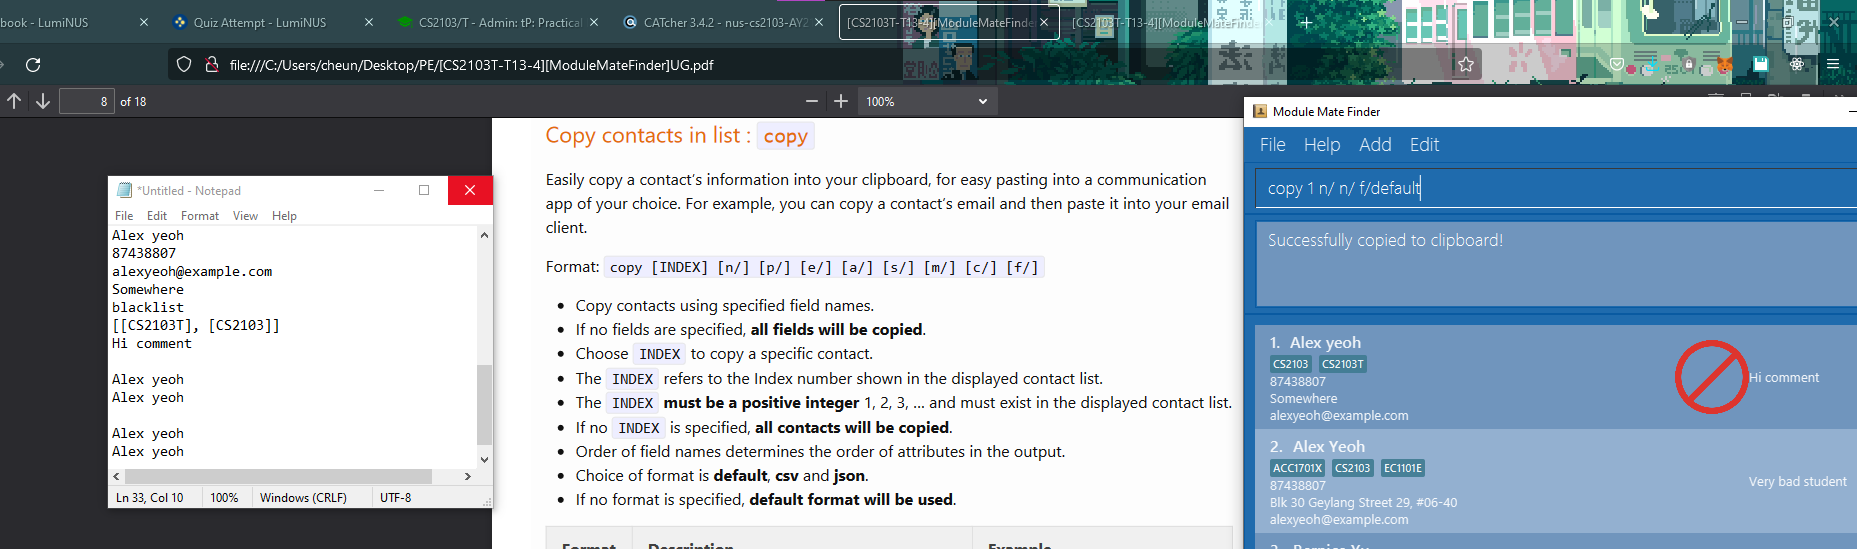 book - LumiNUS
Quiz Attempt - LumiNUS
CS2103/T - Admin: tP: Practical
CATcher 3.4.2 - nus-cs2103-AY2
[CS2103T-T13-4][ModuleMateFinder
[CS2103T-T13-4][ModuleMateFinde
file:///C:/Users/cheun/Desktop/PE/[CS2103T-T13-4][ModuleMateFinder]UG.pdf
8 of 18
100%
Copy contacts in list : copy
Easily copy a contact's information into your clipboard, for easy pasting into a communication
app of your choice. For example, you can copy a contact's email and then paste it into your email
client.
Format: copy [INDEX] [n/] [p/] [e/] [a/] [s/] [m/] [c/] [f/]
• Copy contacts using specified field names.
• If no fields are specified, all fields will be copied.
• Choose INDEX to copy a specific contact.
• The INDEX refers to the Index number shown in the displayed contact list.
• The INDEX must be a positive integer 1, 2, 3, … and must exist in the displayed contact list.
• If no INDEX is specified, all contacts will be copied.
• Order of field names determines the order of attributes in the output.
• Choice of format is default, csv and json.
• If no format is specified, default format will be used.
Format Description Example
*Untitled - Notepad
File Edit Format View Help
Alex yeoh
87438807
alexyeoh@example.com
Somewhere
blacklist
[[CS2103T], [CS2103]]
Hi comment
Alex yeoh
Alex yeoh
Alex yeoh
Alex yeoh
Ln 33, Col 10 100% Windows (CRLF) UTF-8
Module Mate Finder
File Help Add Edit
copy 1 n/ n/ f/default
Successfully copied to clipboard!
1. Alex yeoh
CS2103 CS2103T
87438807
Somewhere
alexyeoh@example.com
Hi comment
2. Alex Yeoh
ACC1701X CS2103 EC1101E
87438807
Blk 30 Geylang Street 29, #06-40
alexyeoh@example.com
Very bad student
3. Bernice Yu